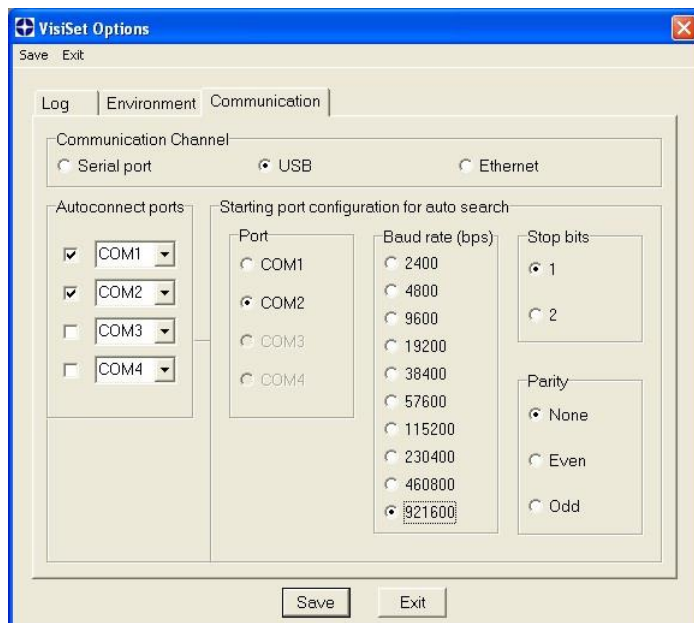 VisiSet Options
Save Exit
Log Environment Communication
Communication Channel
Serial port USB Ethernet
Autoconnect ports
COM1
COM2
COM3
COM4
Starting port configuration for auto search
Port
COM1
COM2
COM3
COM4
Baud rate (bps)
2400
4800
9600
19200
38400
57600
115200
230400
460800
921600
Stop bits
1
2
Parity
None
Even
Odd
Save Exit